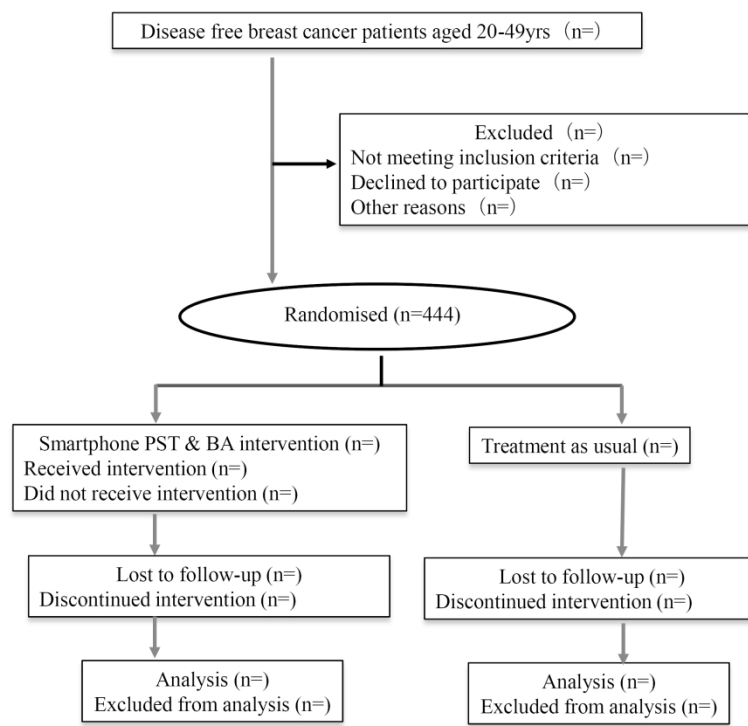 Disease free breast cancer patients aged 20-49yrs（n=）
Excluded（n=）
Not meeting inclusion criteria（n=）
Declined to participate（n=）
Other reasons（n=）
Randomised (n=444)
Smartphone PST & BA intervention (n=)
Received intervention (n=)
Did not receive intervention (n=)
Treatment as usual (n=)
Lost to follow-up (n=)
Discontinued intervention (n=)
Lost to follow-up (n=)
Discontinued intervention (n=)
Analysis (n=)
Excluded from analysis (n=)
Analysis (n=)
Excluded from analysis (n=)